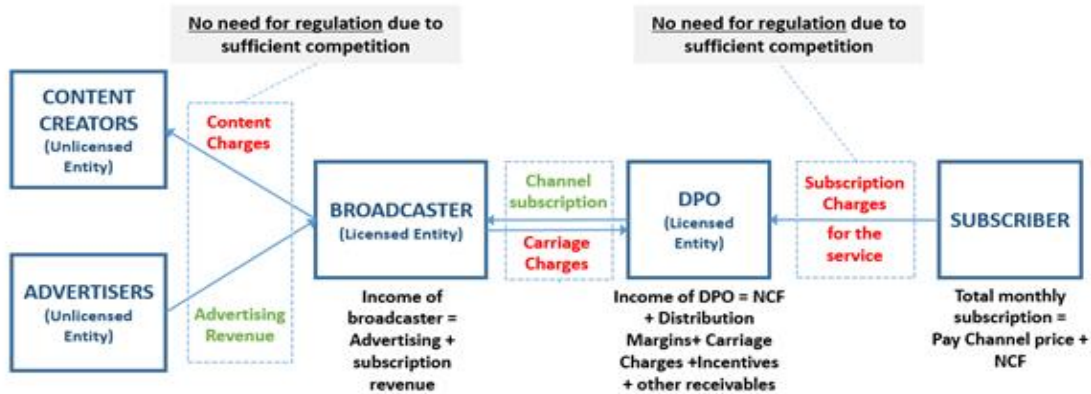 No need for regulation due to
sufficient competition
No need for regulation due to
sufficient competition
CONTENT
CREATORS
(Unlicensed
Entity)
Content
Charges
ADVERTISERS
(Unlicensed
Entity)
Advertising
Revenue
BROADCASTER
(Licensed Entity)
Income of
broadcaster =
Advertising +
subscription
revenue
Channel
subscription
Carriage
Charges
DPO
(Licensed
Entity)
Income of DPO = NCF
+ Distribution
Margins+ Carriage
Charges +Incentives
+ other receivables
Subscription
Charges
for the
service
SUBSCRIBER
Total monthly
subscription =
Pay Channel price +
NCF